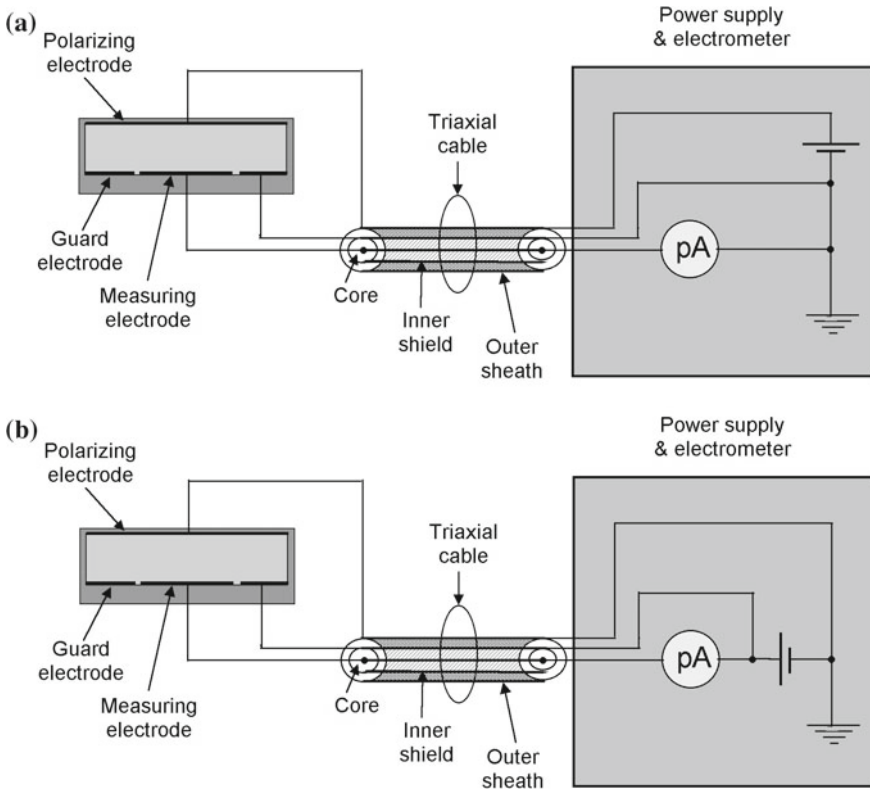 (a)
Power supply
& electrometer
Polarizing
electrode
Triaxial
cable
pA
Guard
electrode
Measuring
electrode
Core
Inner
shield
Outer
sheath
(b)
Power supply
& electrometer
Polarizing
electrode
Triaxial
cable
pA
Guard
electrode
Measuring
electrode
Core
Inner
shield
Outer
sheath